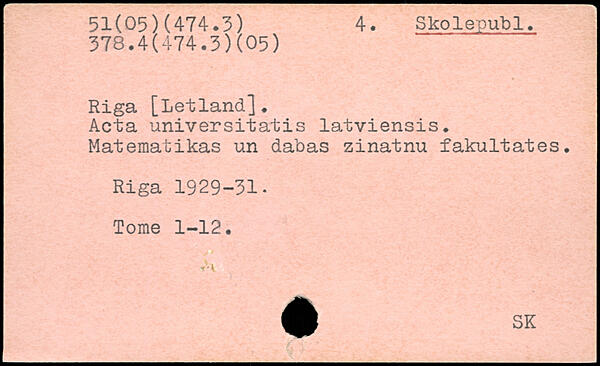 51(05)(474.3) 4. Skolepubl.
378.4(474.3)(05)
Riga [Letland].
Acta universitatis latviensis.
Matematikas un dabas zinatnu fakultates.
Riga 1929-31.
Tome 1-12.
SK